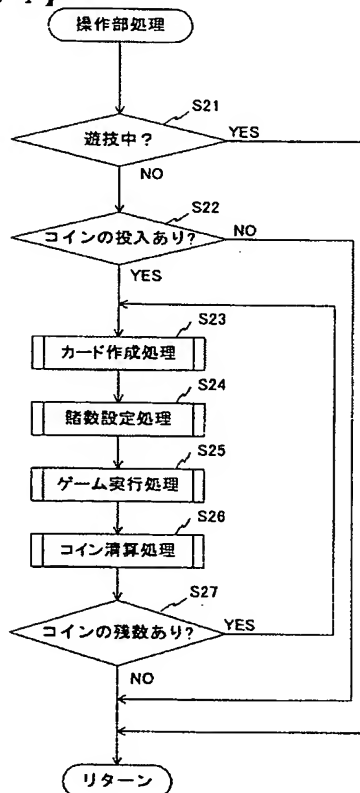 操作部処理
S21
遊技中?
YES
NO
S22
コインの投入あり?
NO
YES
S23
カード作成処理
S24
諸数設定処理
S25
ゲーム実行処理
S26
コイン清算処理
S27
コインの残数あり?
YES
NO
リターン